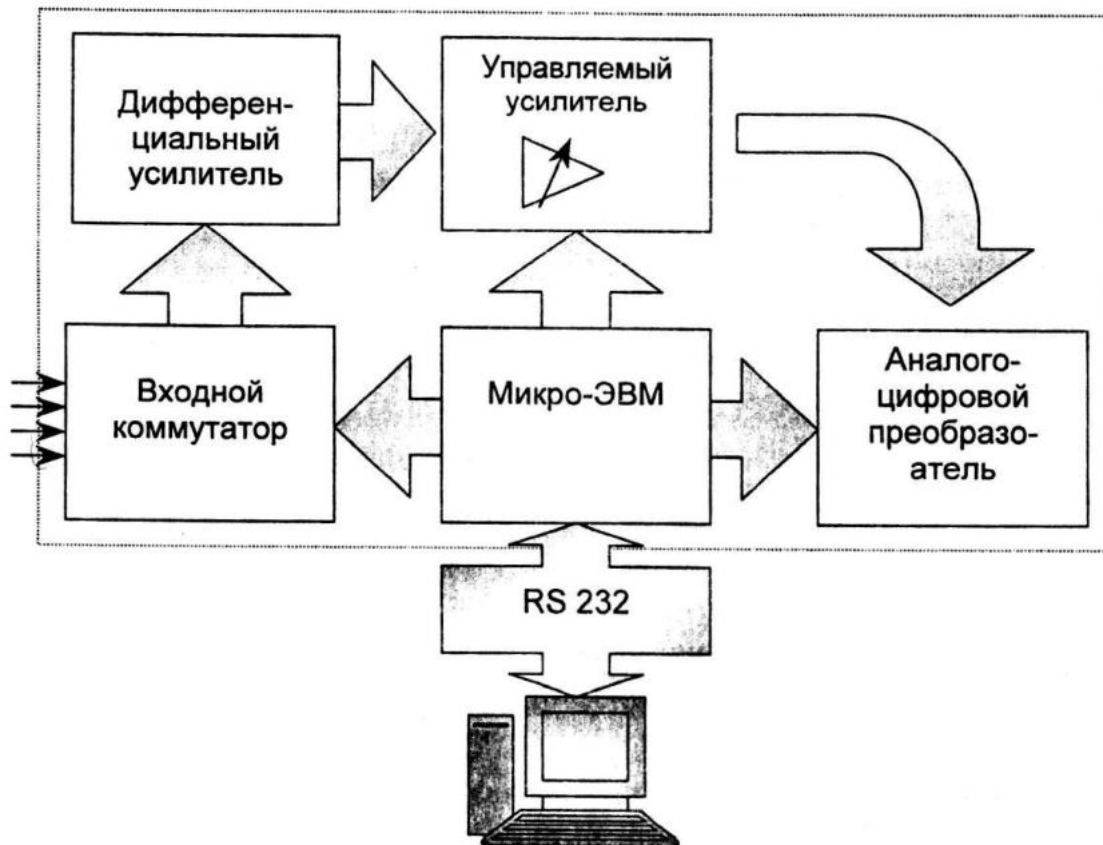 Дифферен-
циальный
усилитель
Управляемый
усилитель
Входной
коммутатор
Микро-ЭВМ
Аналого-
цифровой
преобразо-
атель
RS 232